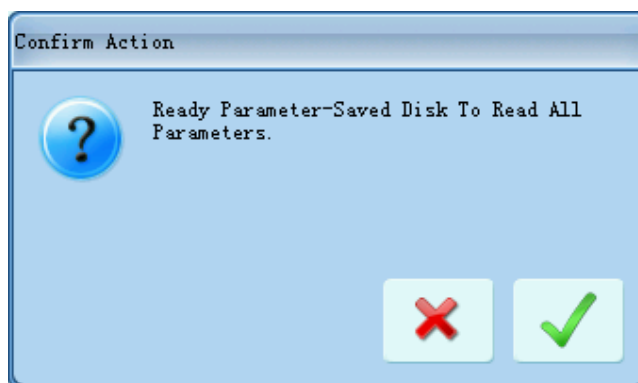 Confirm Action
Ready Parameter-Saved Disk To Read All
Parameters.